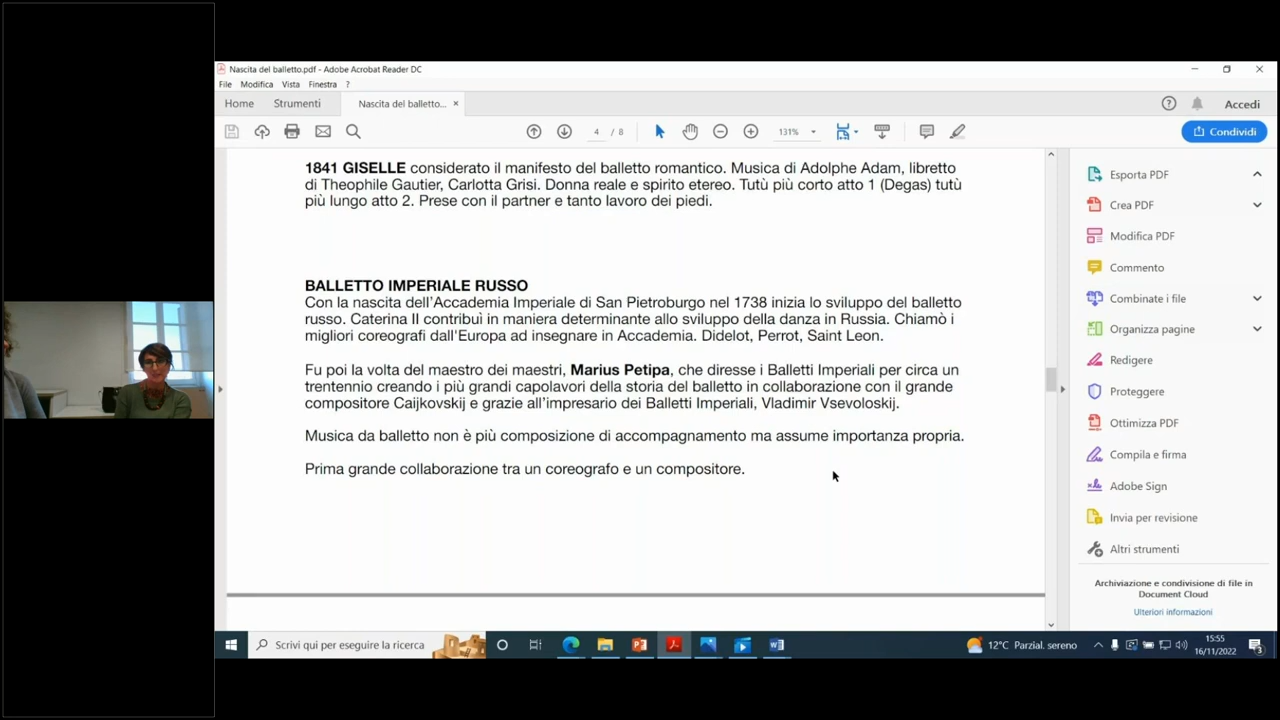 Nascita del balletto.pdf - Adobe Acrobat Reader DC
File Modifica Vista Finestra ?
Home Strumenti Nascita del balletto... × Accedi
4 / 8 131% Condividi
1841 GISELLE considerato il manifesto del balletto romantico. Musica di Adolphe Adam, libretto
di Theophile Gautier, Carlotta Grisi. Donna reale e spirito etereo. Tutù più corto atto 1 (Degas) tutù
più lungo atto 2. Prese con il partner e tanto lavoro dei piedi.
BALLETTO IMPERIALE RUSSO
Con la nascita dell'Accademia Imperiale di San Pietroburgo nel 1738 inizia lo sviluppo del balletto
russo. Caterina II contribuì in maniera determinante allo sviluppo della danza in Russia. Chiamò i
migliori coreografi dall'Europa ad insegnare in Accademia. Didelot, Perrot, Saint Leon.
Fu poi la volta del maestro dei maestri, Marius Petipa, che diresse i Balletti Imperiali per circa un
trentennio creando i più grandi capolavori della storia del balletto in collaborazione con il grande
compositore Caijkovskij e grazie all'impresario dei Balletti Imperiali, Vladimir Vsevoloskij.
Musica da balletto non è più composizione di accompagnamento ma assume importanza propria.
Prima grande collaborazione tra un coreografo e un compositore.
Esporta PDF
Crea PDF
Modifica PDF
Commento
Combinate i file
Organizza pagine
Redigere
Proteggere
Ottimizza PDF
Compila e firma
Adobe Sign
Invia per revisione
Altri strumenti
Archiviazione e condivisione di file in
Document Cloud
Ulteriori informazioni
Scrivi qui per eseguire la ricerca
12°C Parzial. sereno
15:55
16/11/2022
3